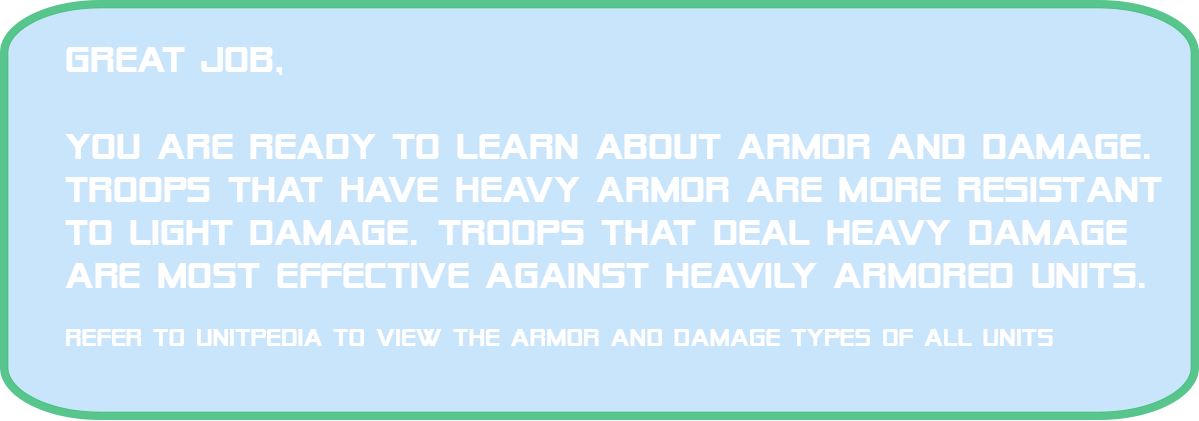 GREAT JOB,
YOU ARE READY TO LEARN ABOUT ARMOR AND DAMAGE.
TROOPS THAT HAVE HEAVY ARMOR ARE MORE RESISTANT
TO LIGHT DAMAGE. TROOPS THAT DEAL HEAVY DAMAGE
ARE MOST EFFECTIVE AGAINST HEAVILY ARMORED UNITS.
REFER TO UNITPEDIA TO VIEW THE ARMOR AND DAMAGE TYPES OF ALL UNITS